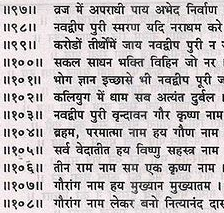 ॥९७॥ व्रज में अपराधी पाय अभेद निर्वाण
॥९८॥ नवद्वीप पुरी स्मरण यदि नराधम करे
॥९९॥ करोडों तीर्थोमें जाय नवद्वीप पुरी न
॥१००॥ सकल साधन भक्ति विहिन जो नर
॥१०१॥ भोग ज्ञान इच्छासे भी नवद्वीप पुरी ज
॥१०२॥ कलियुग में धाम सब अत्यंत दुर्बल
॥१०३॥ नवद्वीप पुरी वृन्दावन गौर कृष्ण नाम
॥१०४॥ ब्रह्म, परमात्मा नाम हय गौण नाम
॥१०५॥ सर्व वेदातीत हय विष्णु सहस्त्र नाम
॥१०६॥ तीन राम नाम सम एक कृष्ण नाम
॥१०७॥ गौरांग नाम हय मुख्यान मुख्यातम
॥१०८॥ गौरांग नाम लेकर बनो नित्यानंद दास